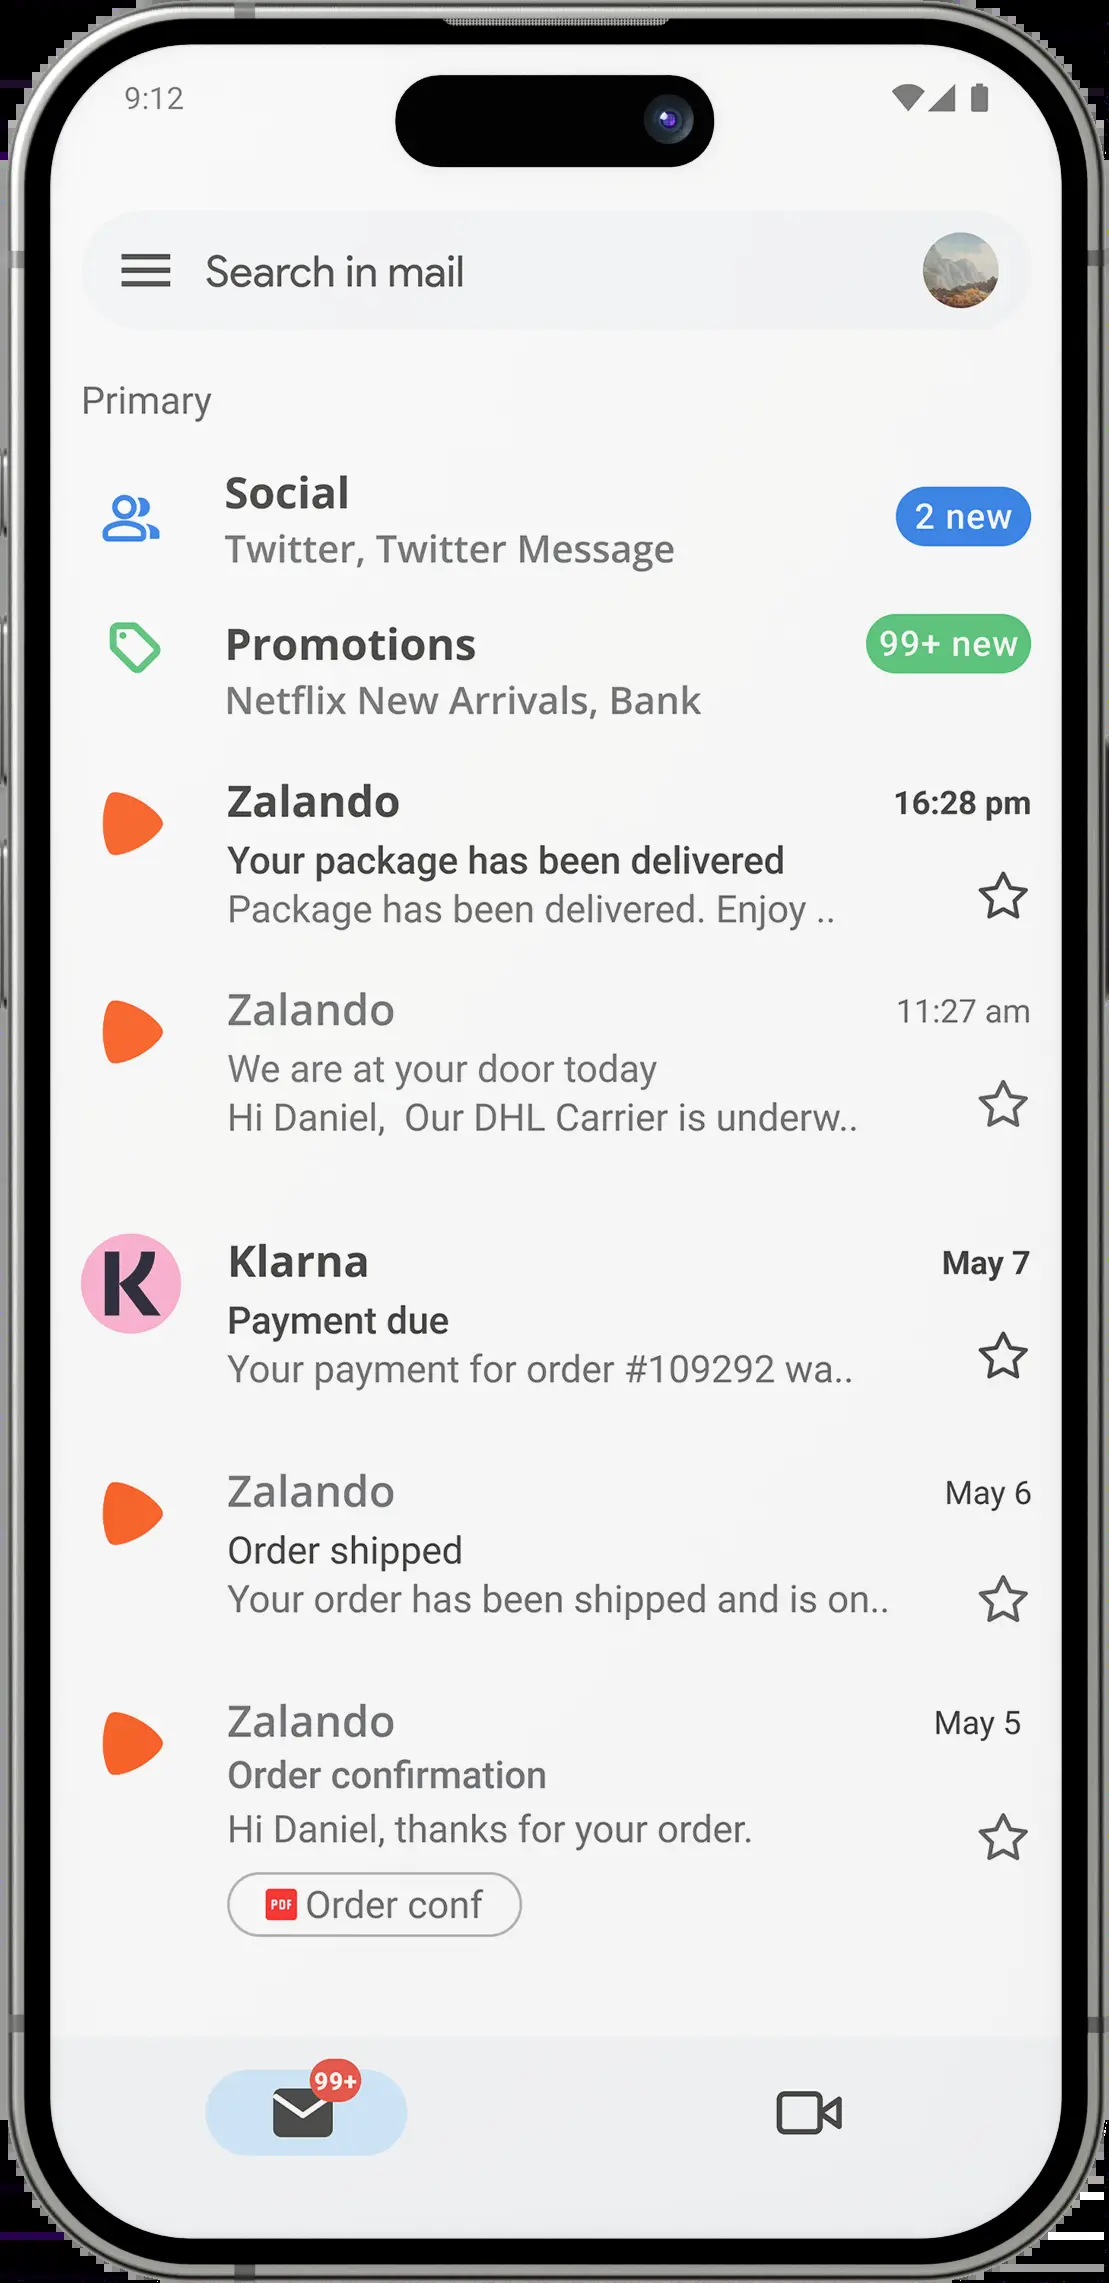 9:12
Search in mail
Primary
Social
2 new
Twitter, Twitter Message
Promotions
99+ new
Netflix New Arrivals, Bank
Zalando
16:28 pm
Your package has been delivered
Package has been delivered. Enjoy ..
Zalando
11:27 am
We are at your door today
Hi Daniel,  Our DHL Carrier is underw..
K
Klarna
May 7
Payment due
Your payment for order #109292 wa..
Zalando
May 6
Order shipped
Your order has been shipped and is on..
Zalando
May 5
Order confirmation
Hi Daniel, thanks for your order.
PDF Order conf
99+